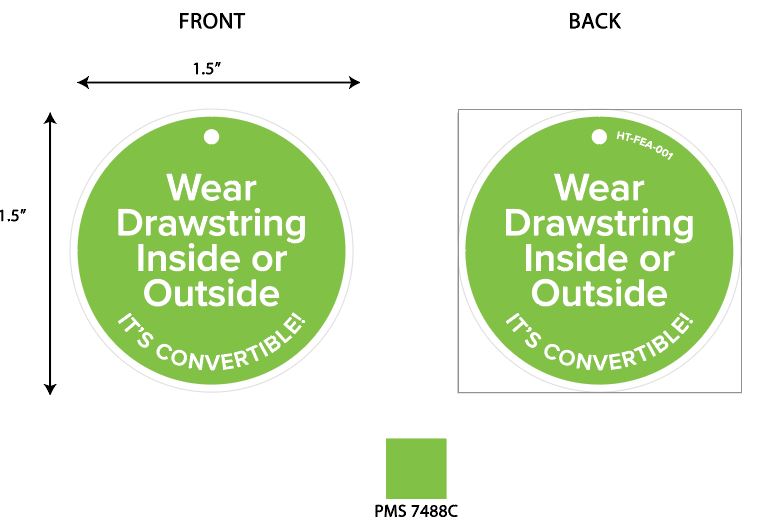 FRONT
BACK
1.5"
1.5"
Wear
Drawstring
Inside or
Outside
IT'S CONVERTIBLE!
HT-FEA-001
Wear
Drawstring
Inside or
Outside
IT'S CONVERTIBLE!
PMS 7488C